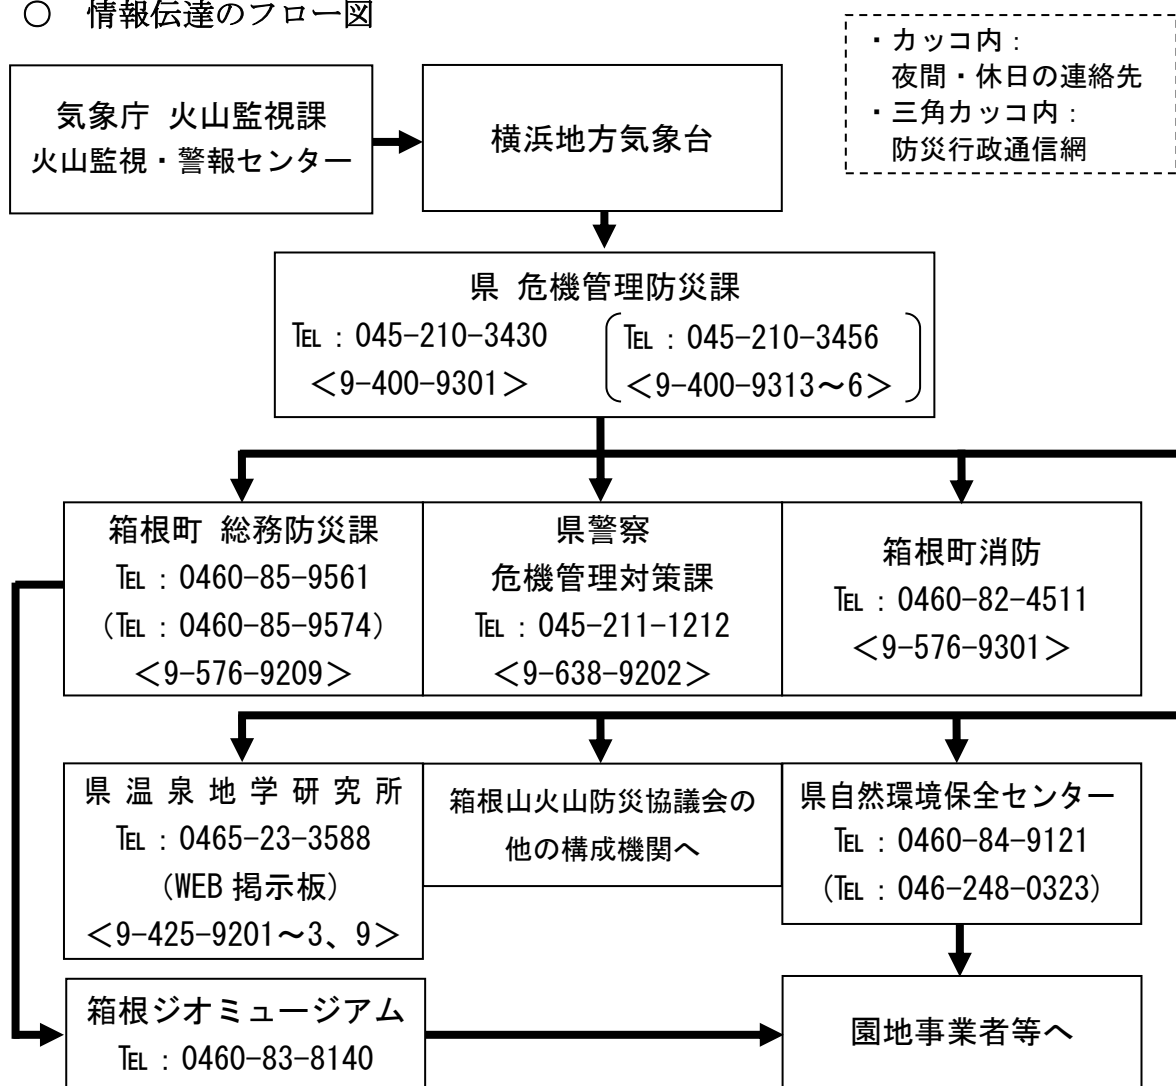 ○ 情報伝達のフロー図
・カッコ内:
夜間・休日の連絡先
・三角カッコ内:
防災行政通信網
気象庁 火山監視課
火山監視・警報センター
横浜地方気象台
県 危機管理防災課
℡:045-210-3430
<9-400-9301>
℡:045-210-3456
<9-400-9313~6>
箱根町 総務防災課
℡:0460-85-9561
(℡:0460-85-9574)
<9-576-9209>
県警察
危機管理対策課
℡:045-211-1212
<9-638-9202>
箱根町消防
℡:0460-82-4511
<9-576-9301>
県温泉地学研究所
℡:0465-23-3588
(WEB 掲示板)
<9-425-9201~3、9>
箱根山火山防災協議会の
他の構成機関へ
県自然環境保全センター
℡:0460-84-9121
(℡:046-248-0323)
箱根ジオミュージアム
℡:0460-83-8140
園地事業者等へ